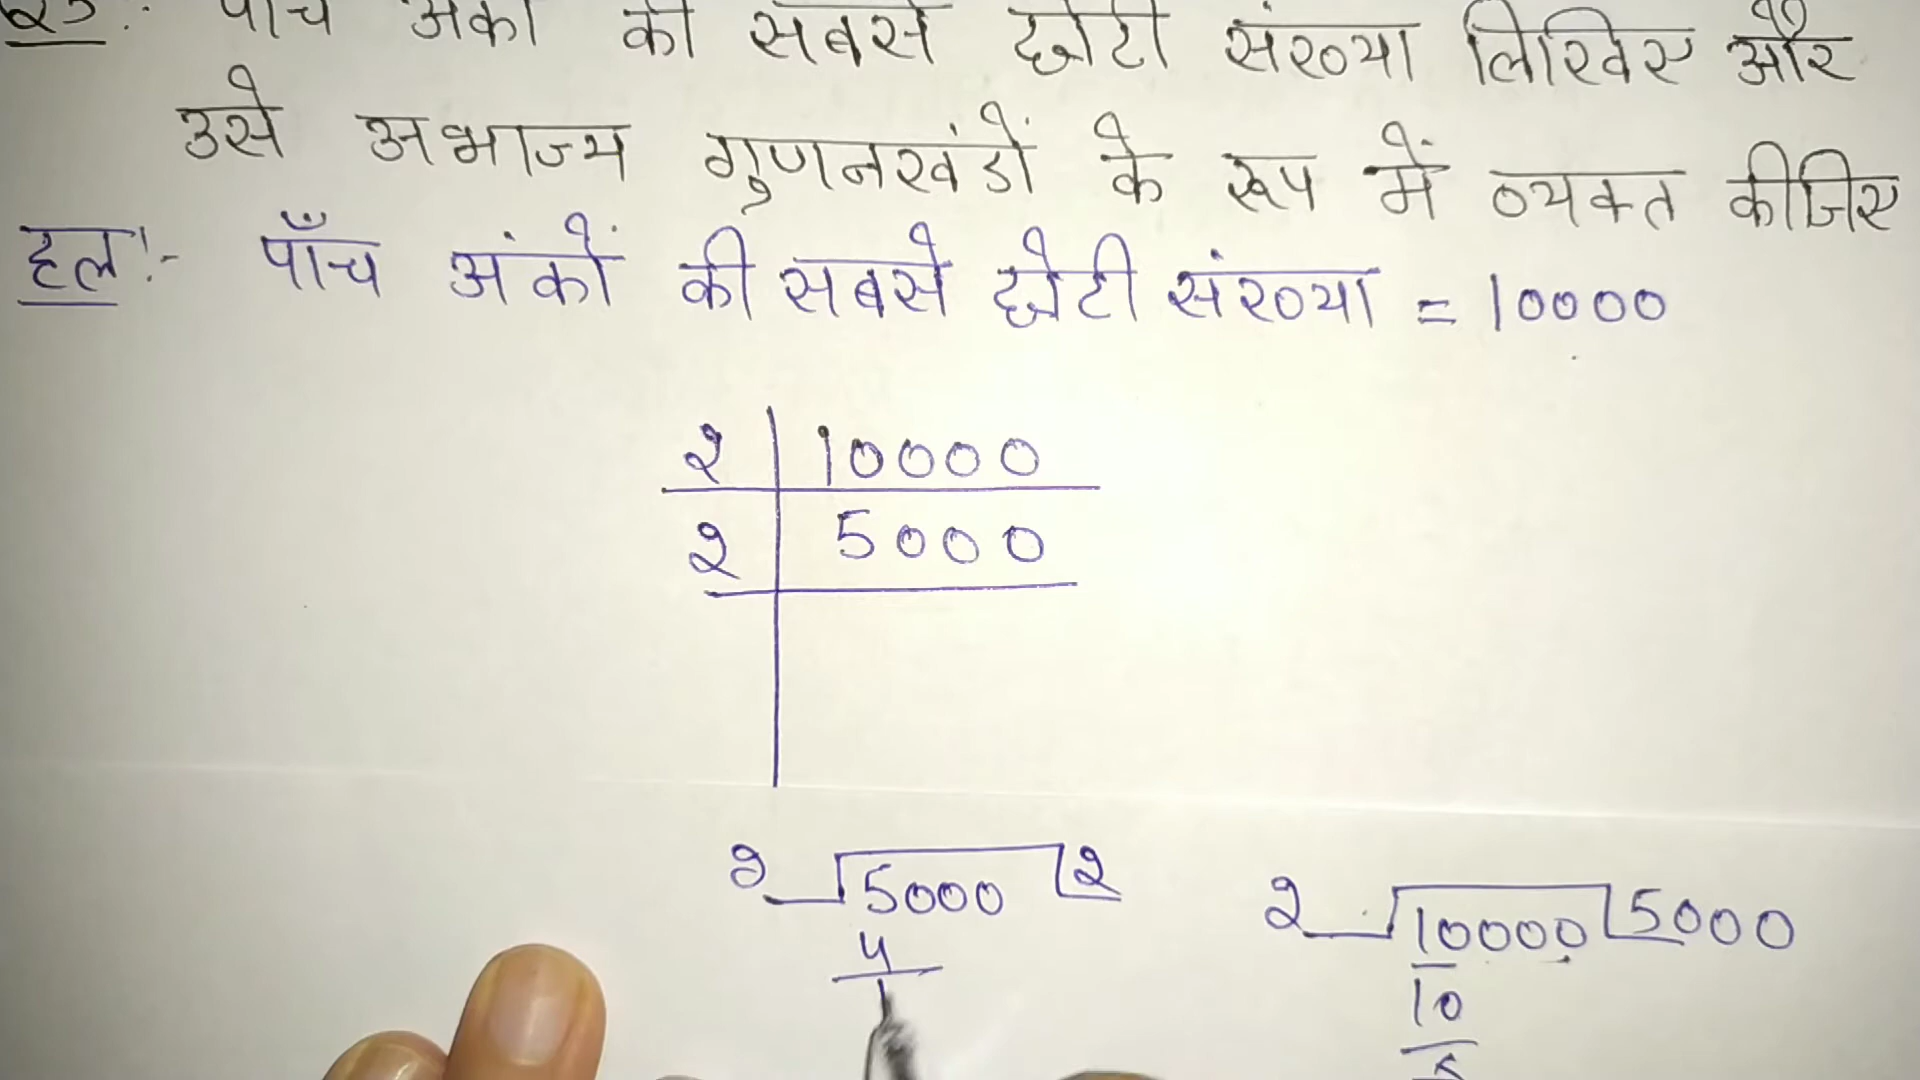 पाँच अंकों की सबसे छोटी संख्या लिखिए और
उसे अभाज्य गुणनखंडों के रूप में व्यक्त कीजिए
हल:- पाँच अंकों की सबसे छोटी संख्या = 10000
2 | 10000
2 | 5000
2 5000 2
4
1
2 10000 5000
10